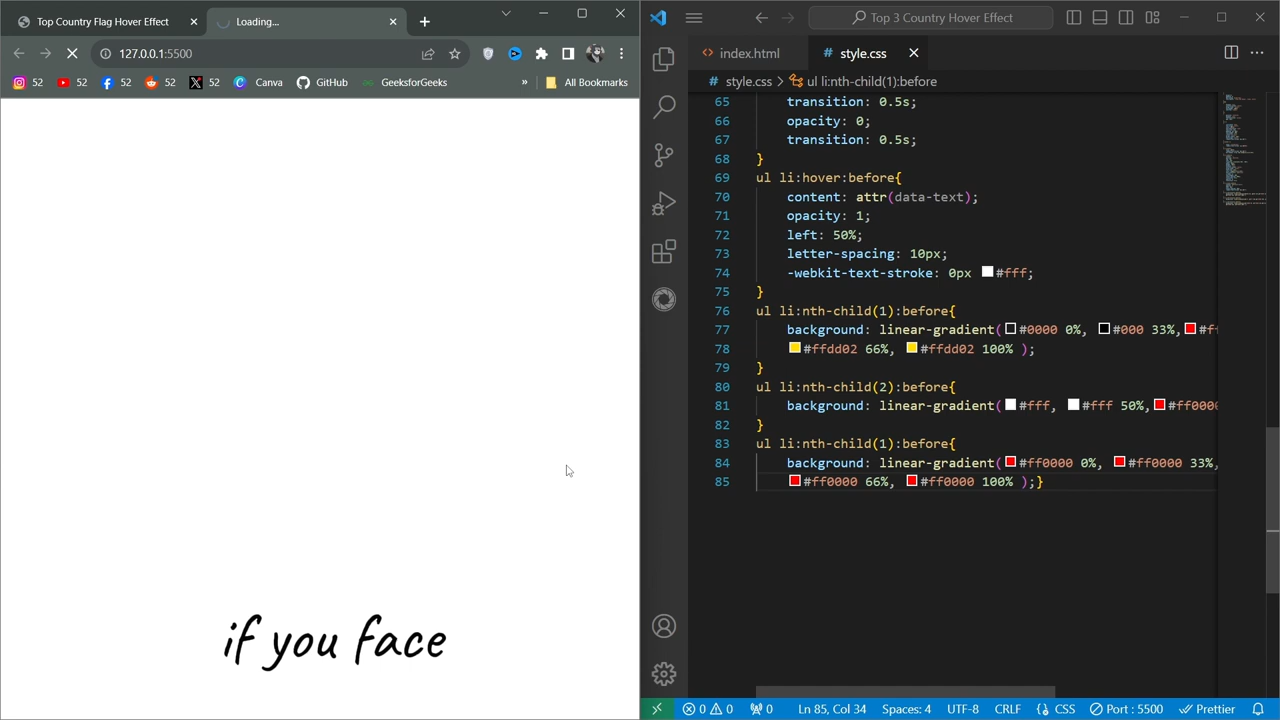 Top Country Flag Hover Effect
Loading...
127.0.0.1:5500
52
52
52
52
52
Canva
GitHub
GeeksforGeeks
»
All Bookmarks
if you face
Top 3 Country Hover Effect
index.html
# style.css
# style.css > ul li:nth-child(1):before
65 transition: 0.5s;
66 opacity: 0;
67 transition: 0.5s;
68 }
69 ul li:hover:before{
70 content: attr(data-text);
71 opacity: 1;
72 left: 50%;
73 letter-spacing: 10px;
74 -webkit-text-stroke: 0px #fff;
75 }
76 ul li:nth-child(1):before{
77 background: linear-gradient(#0000 0%, #000 33%,#f
78 #ffdd02 66%, #ffdd02 100% );
79 }
80 ul li:nth-child(2):before{
81 background: linear-gradient(#fff, #fff 50%,#ff0000
82 }
83 ul li:nth-child(1):before{
84 background: linear-gradient(#ff0000 0%, #ff0000 33%,
85 #ff0000 66%, #ff0000 100% );}
0 0 0 Ln 85, Col 34 Spaces: 4 UTF-8 CRLF CSS Port : 5500 Prettier